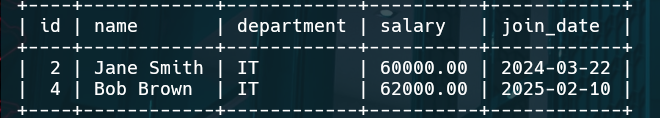 +----+------------+------------+----------+------------+
| id | name       | department | salary   | join_date  |
+----+------------+------------+----------+------------+
|  2 | Jane Smith | IT         | 60000.00 | 2024-03-22 |
|  4 | Bob Brown  | IT         | 62000.00 | 2025-02-10 |
+----+------------+------------+----------+------------+